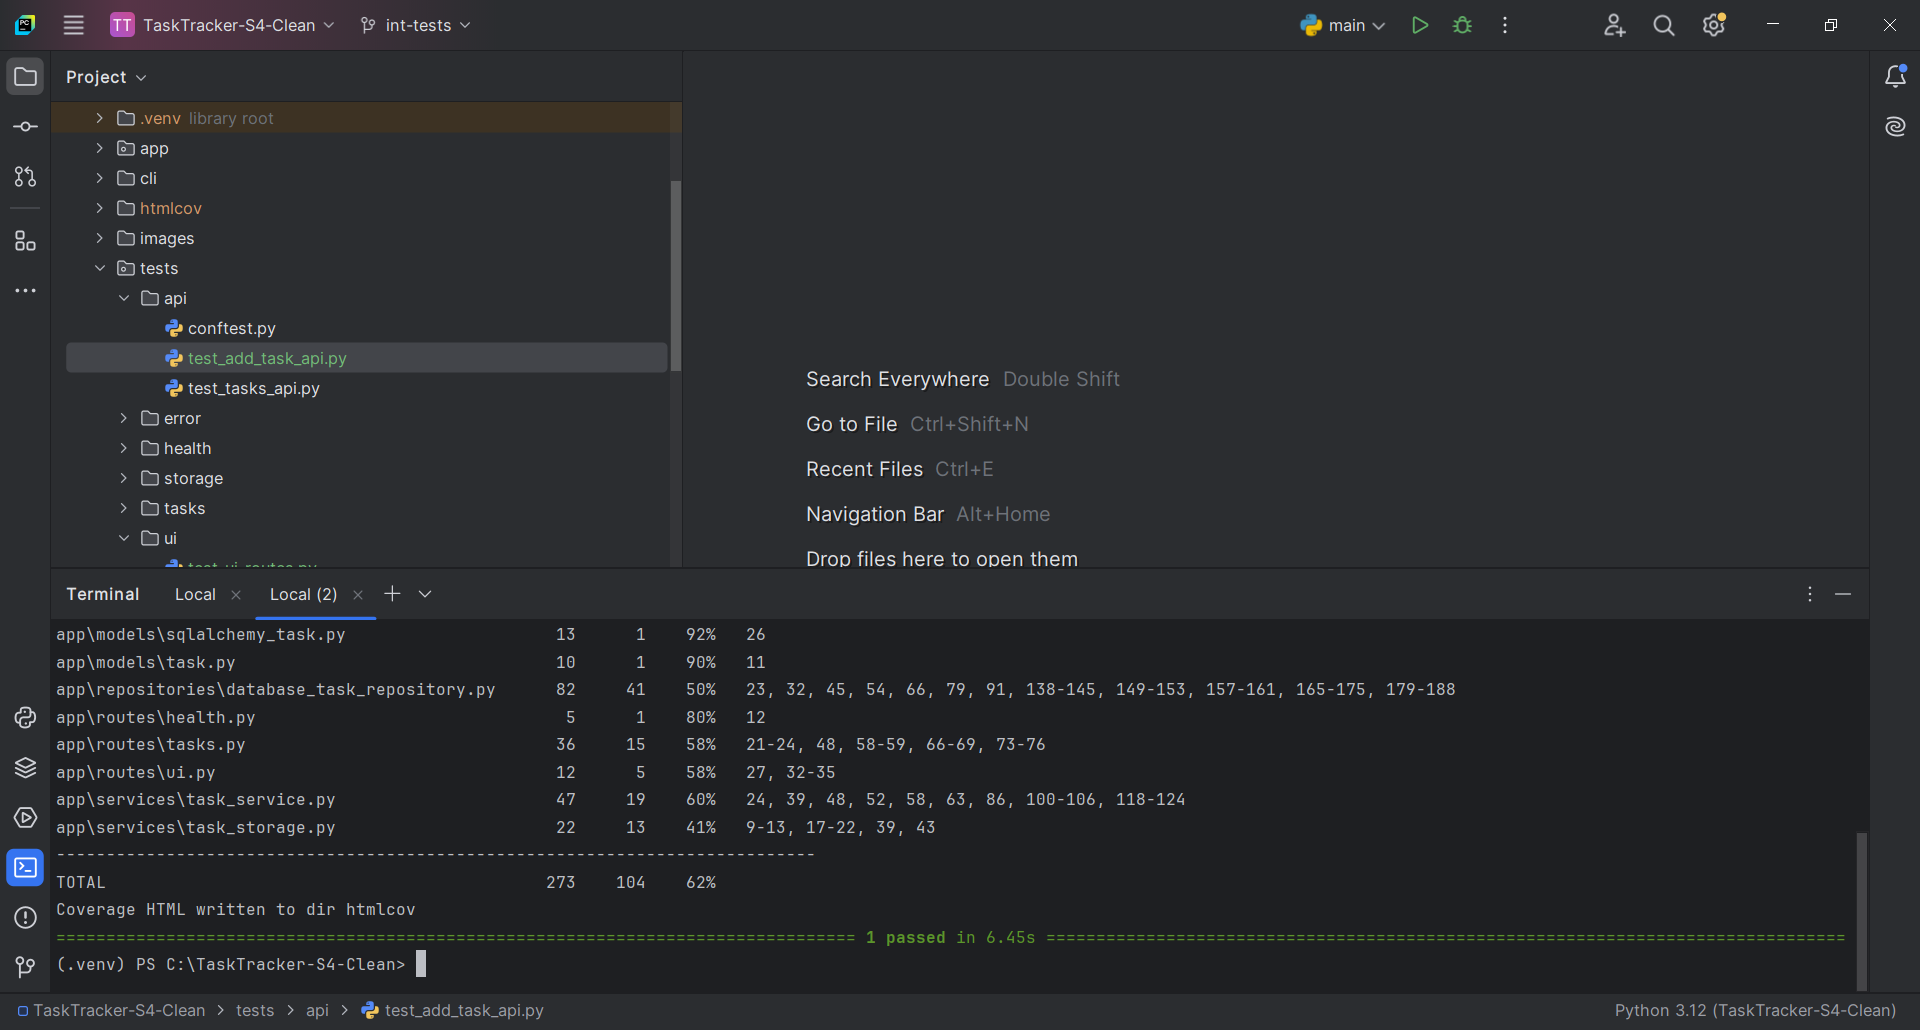 TT TaskTracker-S4-Clean int-tests main
Project
.venv library root
app
cli
htmlcov
images
tests
api
conftest.py
test_add_task_api.py
test_tasks_api.py
error
health
storage
tasks
ui
test_ui_routes.py
Search Everywhere Double Shift
Go to File Ctrl+Shift+N
Recent Files Ctrl+E
Navigation Bar Alt+Home
Drop files here to open them
Terminal Local Local (2)
app\models\sqlalchemy_task.py 13 1 92% 26
app\models\task.py 10 1 90% 11
app\repositories\database_task_repository.py 82 41 50% 23, 32, 45, 54, 66, 79, 91, 138-145, 149-153, 157-161, 165-175, 179-188
app\routes\health.py 5 1 80% 12
app\routes\tasks.py 36 15 58% 21-24, 48, 58-59, 66-69, 73-76
app\routes\ui.py 12 5 58% 27, 32-35
app\services\task_service.py 47 19 60% 24, 39, 48, 52, 58, 63, 86, 100-106, 118-124
app\services\task_storage.py 22 13 41% 9-13, 17-22, 39, 43
----------------------------------------------------------------------------
TOTAL 273 104 62%
Coverage HTML written to dir htmlcov
================================================================================ 1 passed in 6.45s ================================================================================
(.venv) PS C:\TaskTracker-S4-Clean>
TaskTracker-S4-Clean > tests > api > test_add_task_api.py Python 3.12 (TaskTracker-S4-Clean)